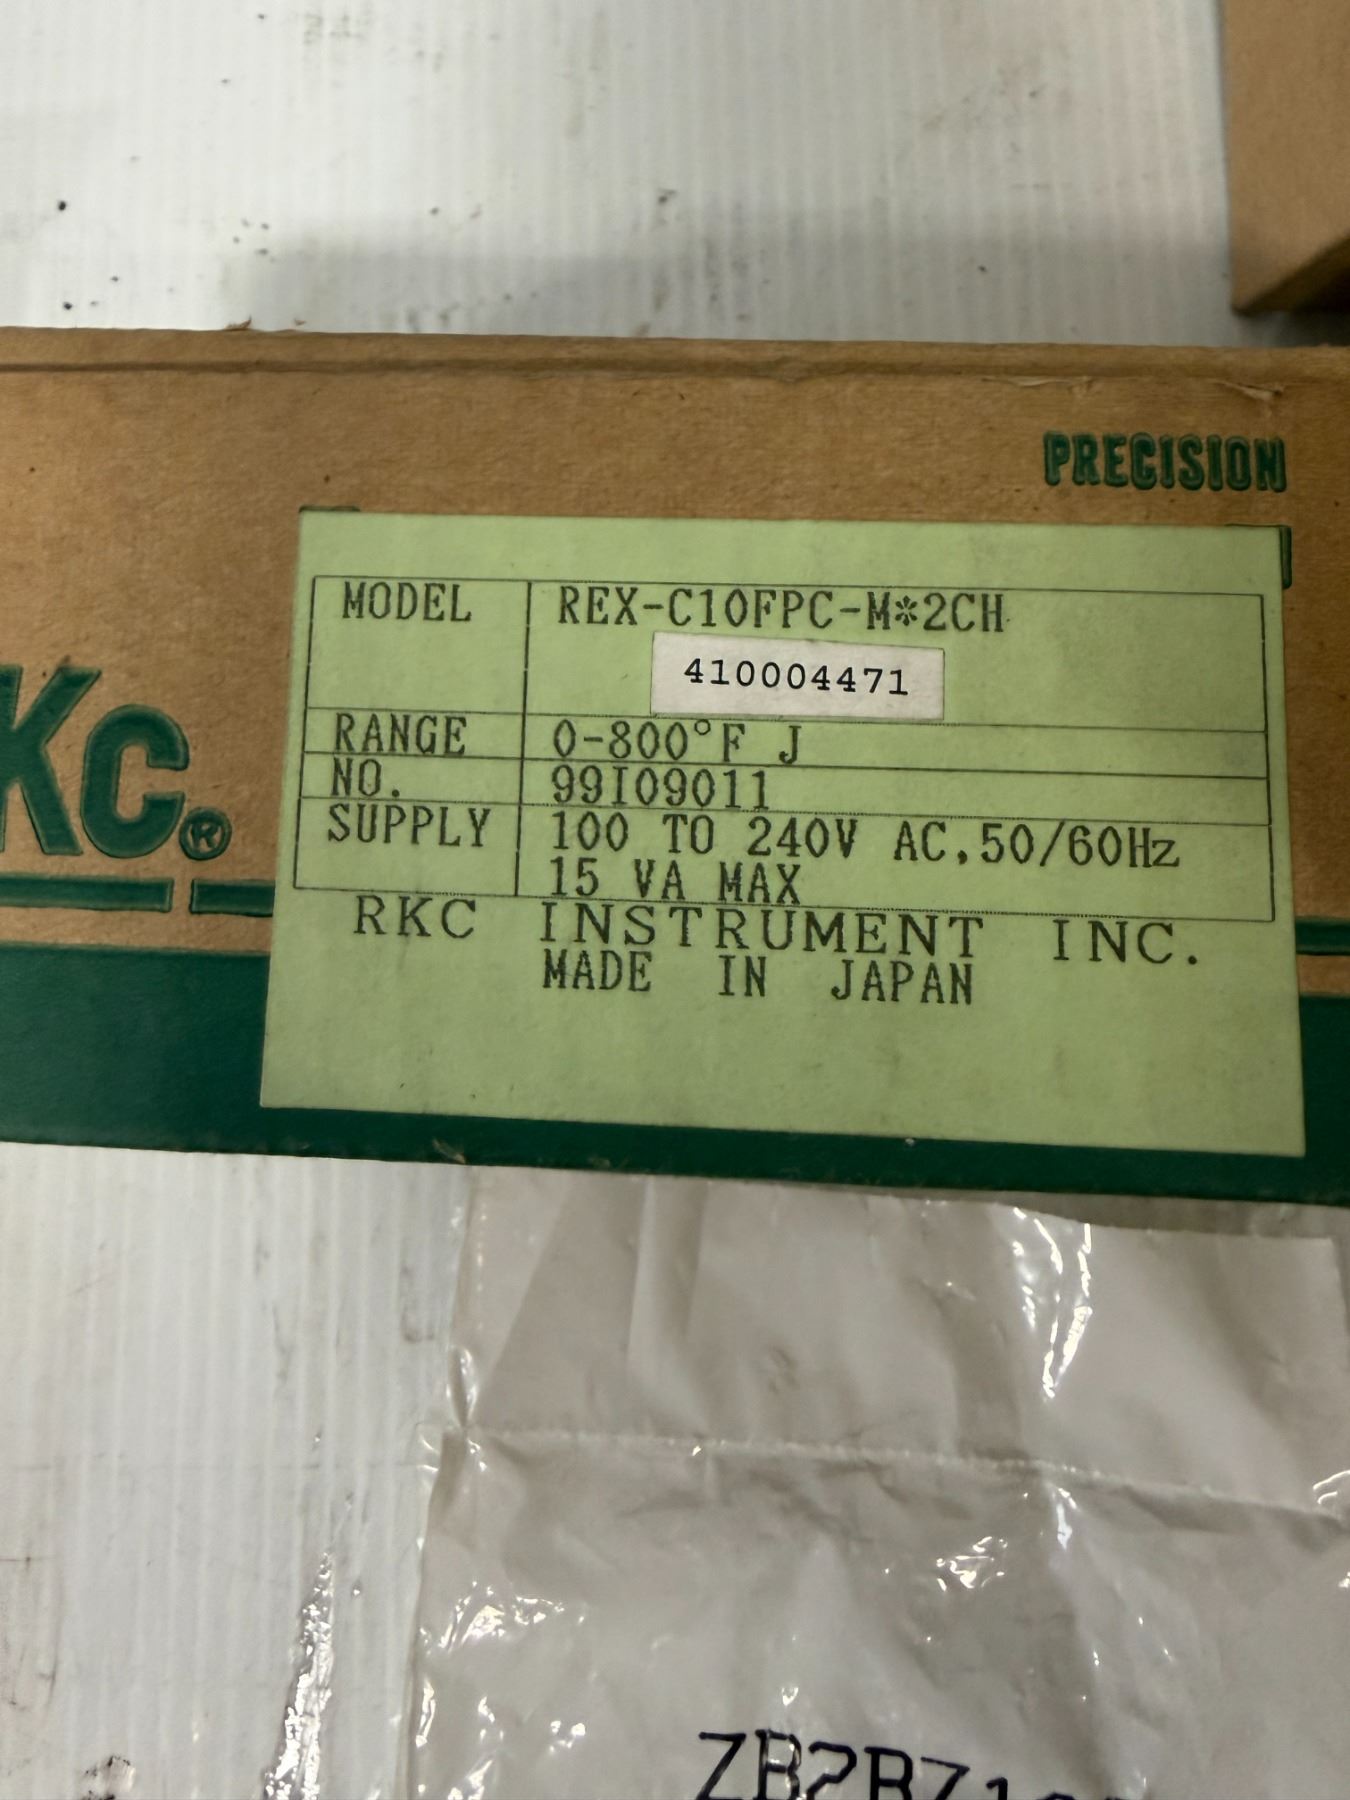 PRECISION
KC®
MODEL REX-C10FPC-M*2CH
410004471
RANGE 0-800°F J
NO. 99I09011
SUPPLY 100 TO 240V AC,50/60Hz
15 VA MAX
RKC INSTRUMENT INC.
MADE IN JAPAN